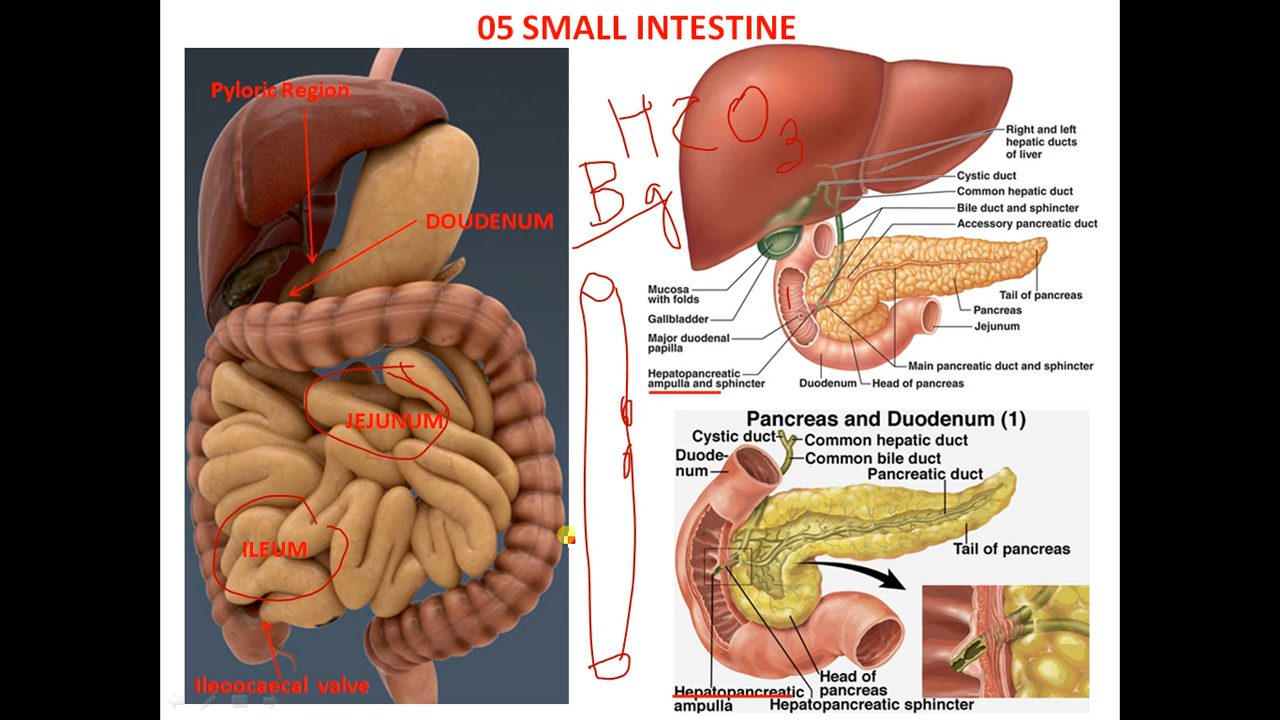 05 SMALL INTESTINE
Pyloric Region
DOUDENUM
JEJUNUM
ILEUM
Ileoocaecal valve
HCO3
Bg
Right and left
hepatic ducts
of liver
Cystic duct
Common hepatic duct
Bile duct and sphincter
Accessory pancreatic duct
Mucosa
with folds
Gallbladder
Major duodenal
papilla
Hepatopancreatic
ampulla and sphincter
Tail of pancreas
Pancreas
Jejunum
Main pancreatic duct and sphincter
Duodenum
Head of pancreas
Pancreas and Duodenum (1)
Cystic duct
Common hepatic duct
Duode-
num
Common bile duct
Pancreatic duct
Tail of pancreas
Head of
pancreas
Hepatopancreatic
ampulla
Hepatopancreatic sphincter